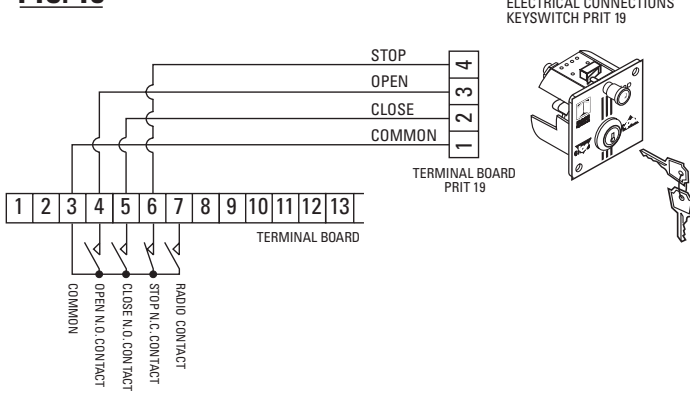 ELECTRICAL CONNECTIONS
KEYSWITCH PRIT 19
STOP
OPEN
CLOSE
COMMON
4
3
2
1
TERMINAL BOARD
PRIT 19
1 2 3 4 5 6 7 8 9 10 11 12 13
TERMINAL BOARD
COMMON
OPEN N.O. CONTACT
CLOSE N.O. CONTACT
STOP N.C. CONTACT
RADIO CONTACT